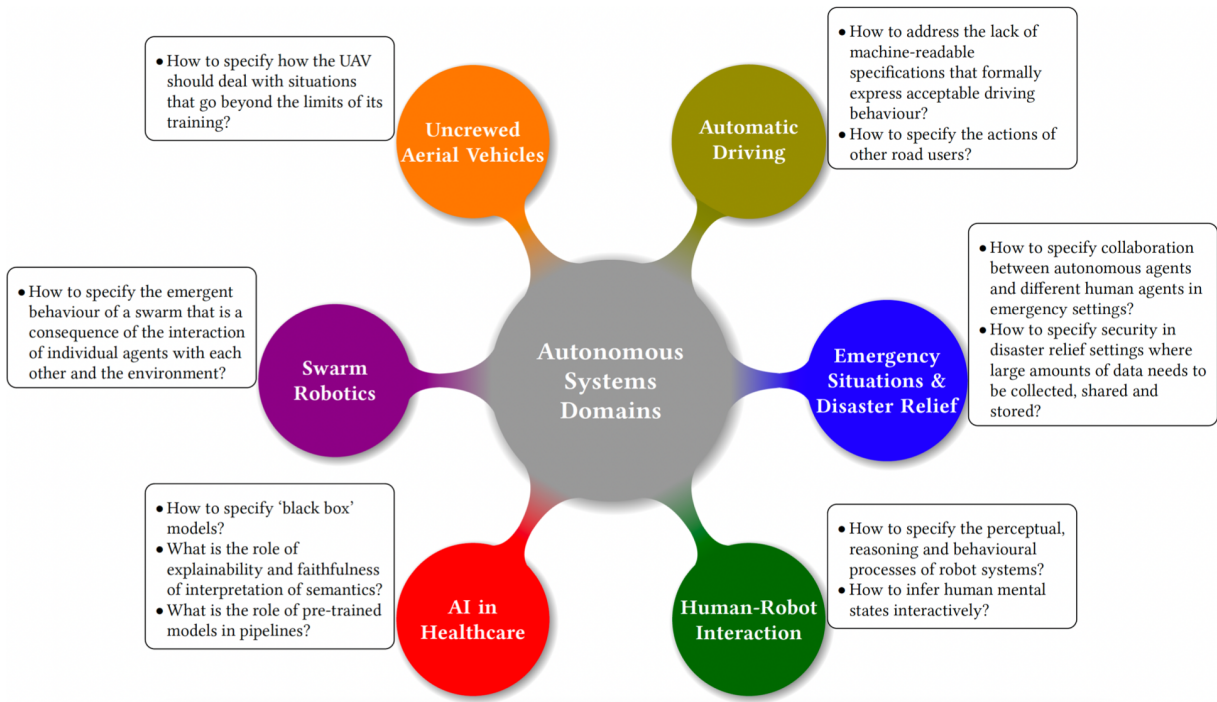 • How to specify how the UAV
should deal with situations
that go beyond the limits of its
training?
Uncrewed
Aerial Vehicles
Automatic
Driving
• How to address the lack of
machine-readable
specifications that formally
express acceptable driving
behaviour?
• How to specify the actions of
other road users?
• How to specify the emergent
behaviour of a swarm that is a
consequence of the interaction
of individual agents with each
other and the environment?
Swarm
Robotics
Autonomous
Systems
Domains
Emergency
Situations &
Disaster Relief
• How to specify collaboration
between autonomous agents
and different human agents in
emergency settings?
• How to specify security in
disaster relief settings where
large amounts of data needs to
be collected, shared and
stored?
• How to specify ‘black box’
models?
• What is the role of
explainability and faithfulness
of interpretation of semantics?
• What is the role of pre-trained
models in pipelines?
AI in
Healthcare
Human-Robot
Interaction
• How to specify the perceptual,
reasoning and behavioural
processes of robot systems?
• How to infer human mental
states interactively?